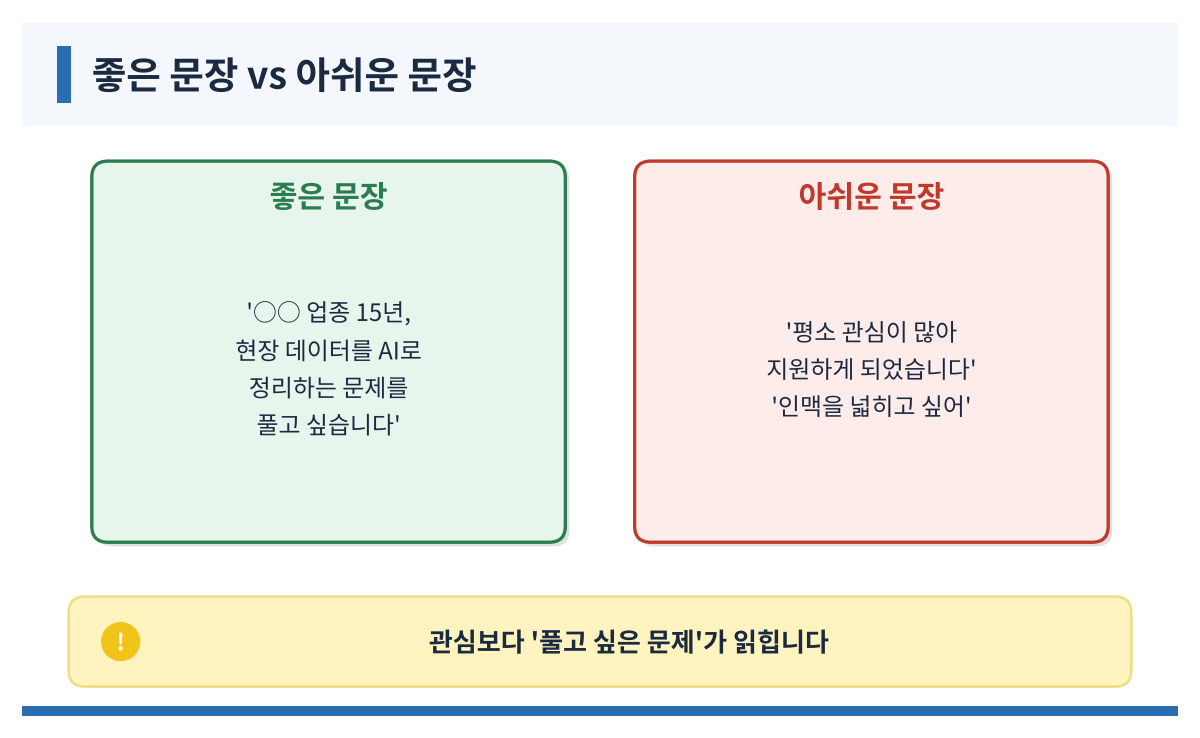 좋은 문장 vs 아쉬운 문장
좋은 문장
'○○ 업종 15년,
현장 데이터를 AI로
정리하는 문제를
풀고 싶습니다'
아쉬운 문장
'평소 관심이 많아
지원하게 되었습니다'
'인맥을 넓히고 싶어'
!
관심보다 '풀고 싶은 문제'가 읽힙니다